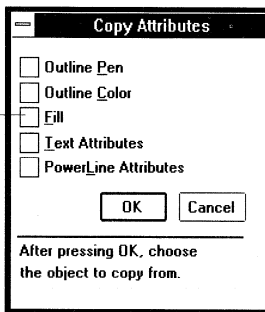 Copy Attributes
Outline Pen
Outline Color
Fill
Text Attributes
PowerLine Attributes
OK Cancel
After pressing OK, choose
the object to copy from.